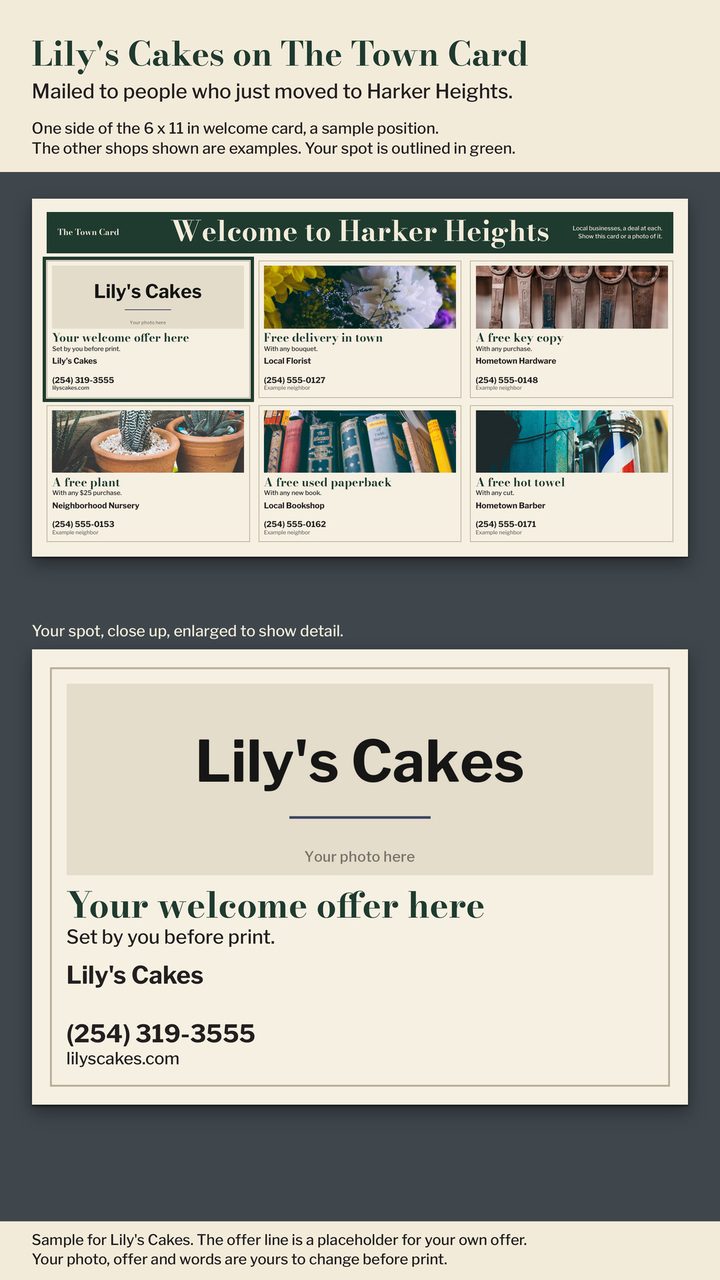 Lily's Cakes on The Town Card
Mailed to people who just moved to Harker Heights.
One side of the 6 x 11 in welcome card, a sample position.
The other shops shown are examples. Your spot is outlined in green.
The Town Card
Welcome to Harker Heights
Local businesses, a deal at each.
Show this card or a photo of it.
Lily's Cakes
Your photo here
Your welcome offer here
Set by you before print.
Lily's Cakes
(254) 319-3555
lilyscakes.com
Free delivery in town
With any bouquet.
Local Florist
(254) 555-0127
Example neighbor
A free key copy
With any purchase.
Hometown Hardware
(254) 555-0148
Example neighbor
A free plant
With any $25 purchase.
Neighborhood Nursery
(254) 555-0153
Example neighbor
A free used paperback
With any new book.
Local Bookshop
(254) 555-0162
Example neighbor
A free hot towel
With any cut.
Hometown Barber
(254) 555-0171
Example neighbor
Your spot, close up, enlarged to show detail.
Lily's Cakes
Your photo here
Your welcome offer here
Set by you before print.
Lily's Cakes
(254) 319-3555
lilyscakes.com
Sample for Lily's Cakes. The offer line is a placeholder for your own offer.
Your photo, offer and words are yours to change before print.